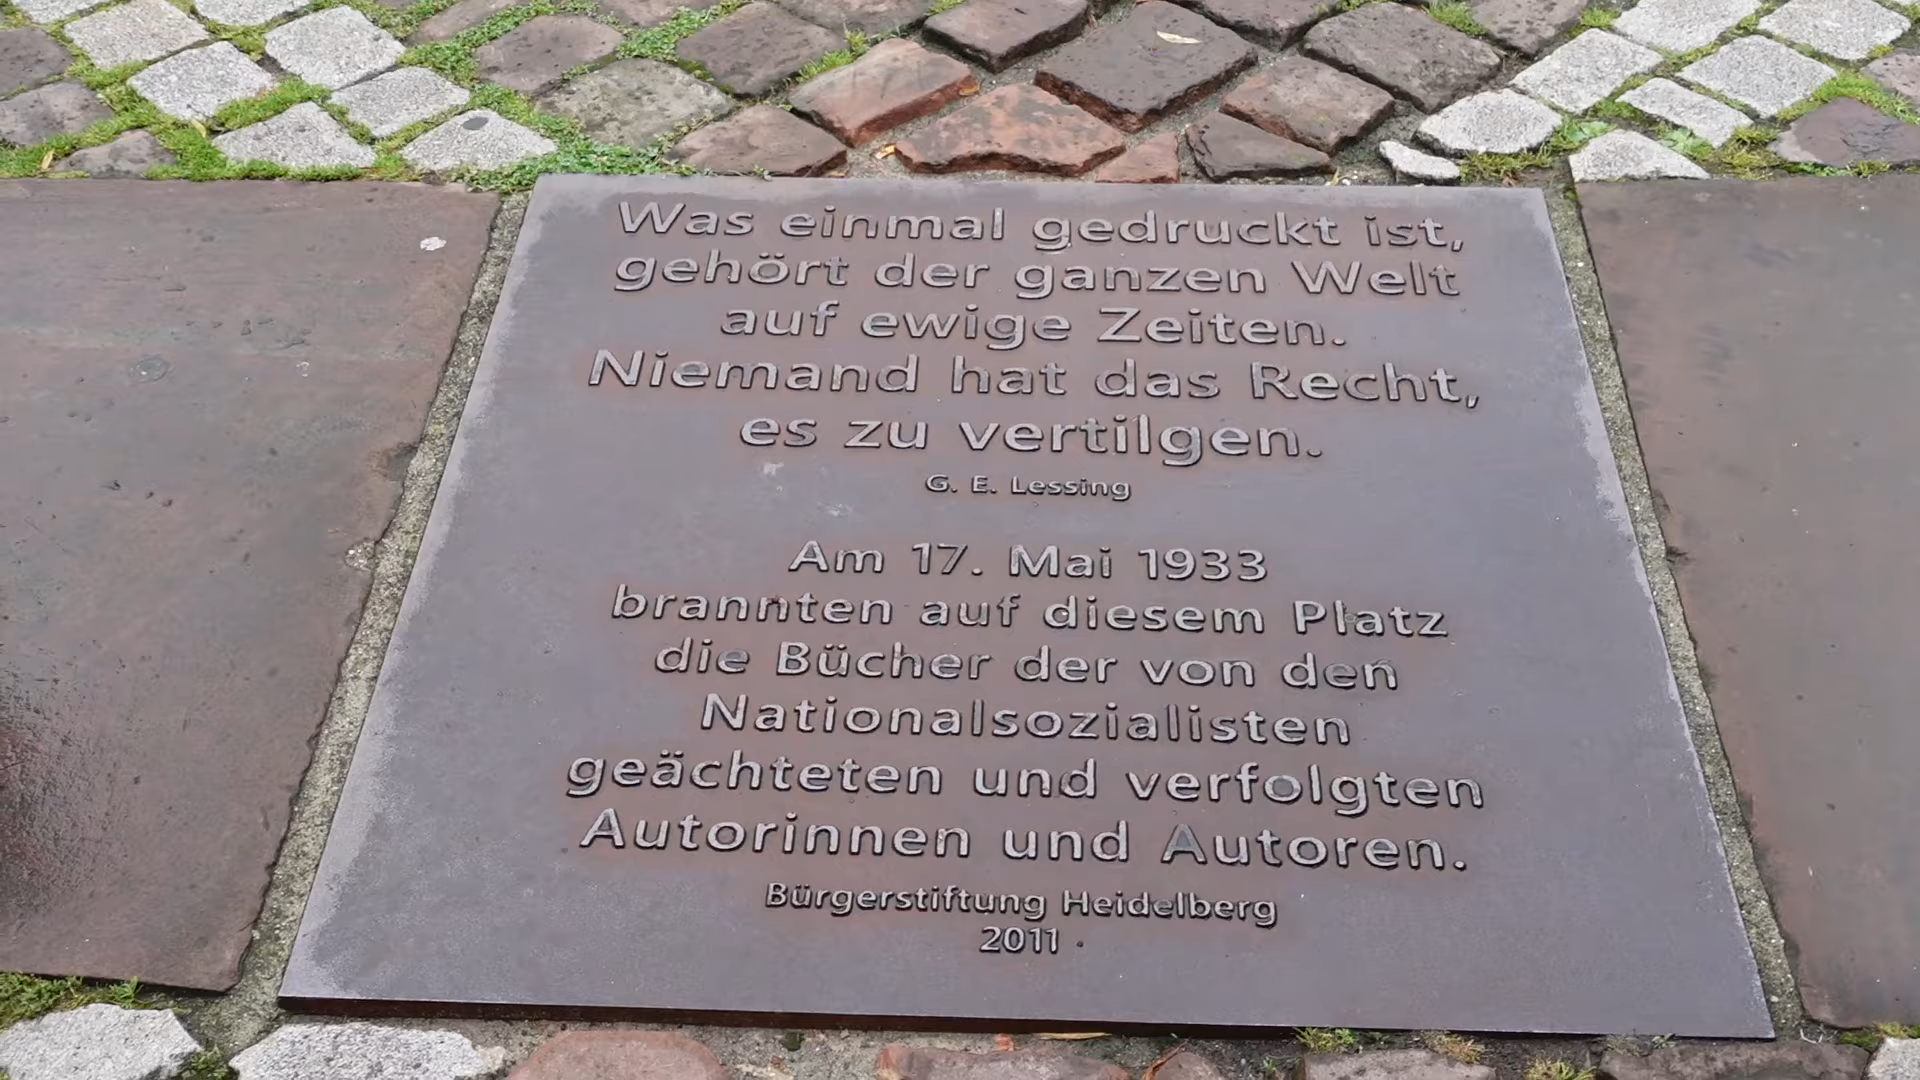 Was einmal gedruckt ist,
gehört der ganzen Welt
auf ewige Zeiten.
Niemand hat das Recht,
es zu vertilgen.
G. E. Lessing
Am 17. Mai 1933
brannten auf diesem Platz
die Bücher der von den
Nationalsozialisten
geächteten und verfolgten
Autorinnen und Autoren.
Bürgerstiftung Heidelberg
2011